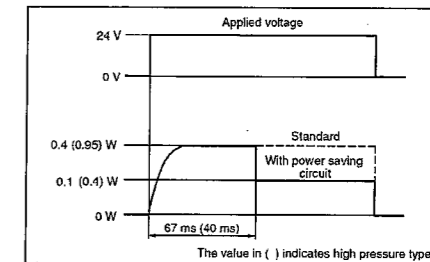 Applied voltage
24 V
0 V
0.4 (0.95) W
Standard
With power saving
circuit
0.1 (0.4) W
0 W
67 ms (40 ms)
The value in ( ) indicates high pressure type